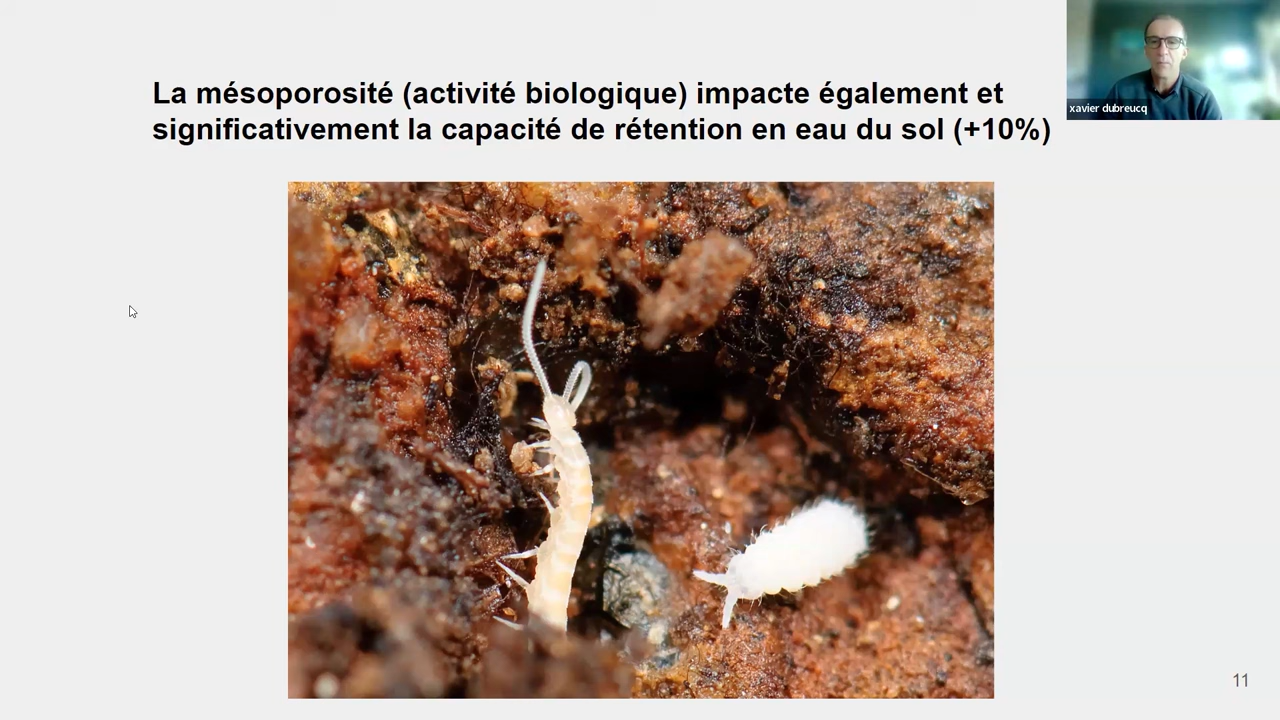 La mésoporosité (activité biologique) impacte également et
significativement la capacité de rétention en eau du sol (+10%)
xavier dubreucq
11